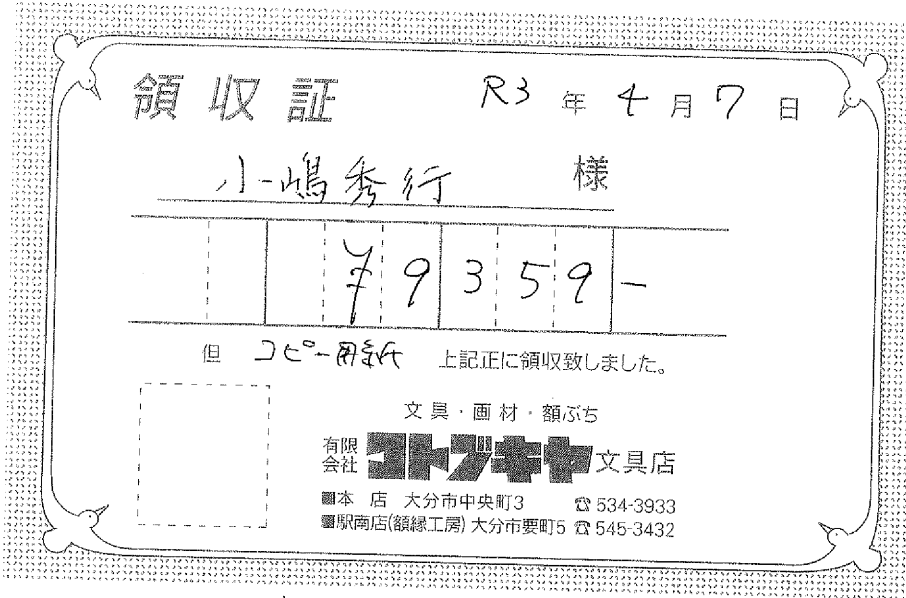 領収証
R3年4月7日
小嶋秀行 様
¥9359-
但 コピー用紙 上記正に領収致しました。
文具・画材・額ぶち
有限会社 コトブキヤ 文具店
■本 店 大分市中央町3 ☎534-3933
■駅南店(額縁工房) 大分市要町5 ☎545-3432